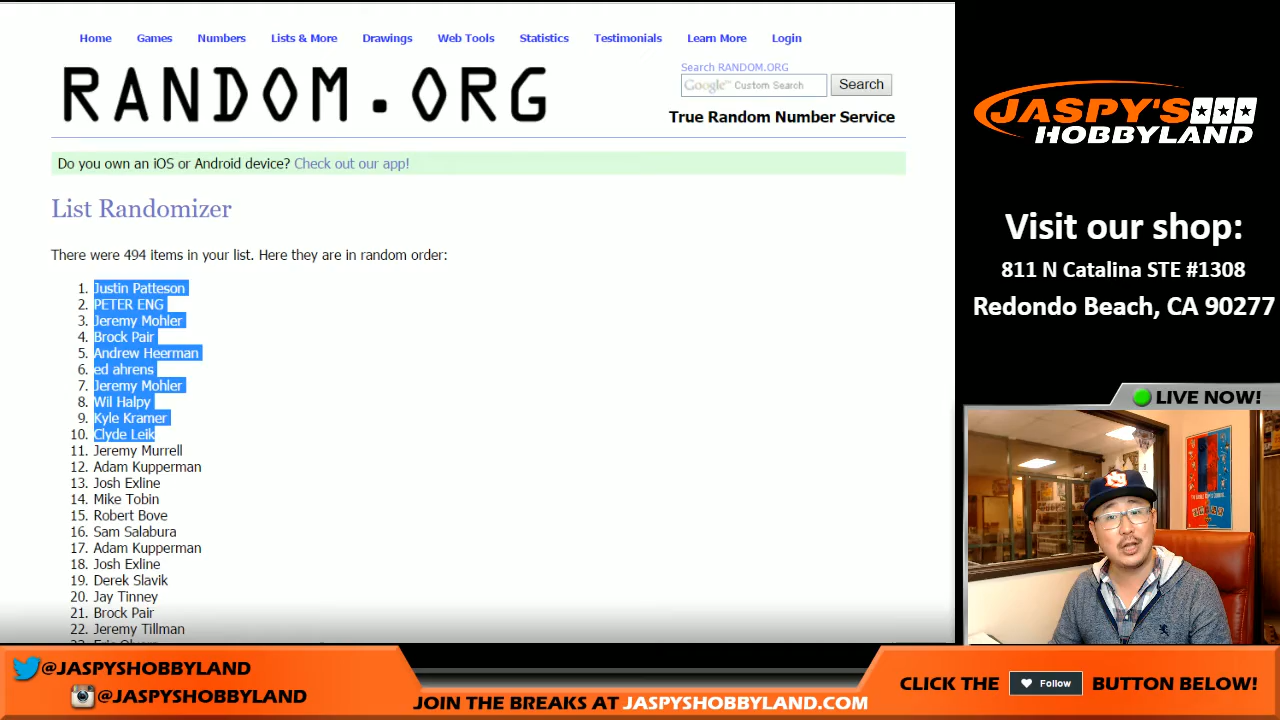 Home Games Numbers Lists & More Drawings Web Tools Statistics Testimonials Learn More Login
RANDOM.ORG
Search RANDOM.ORG
Google™ Custom Search Search
True Random Number Service
Do you own an iOS or Android device? Check out our app!
List Randomizer
There were 494 items in your list. Here they are in random order:
1. Justin Patteson
2. PETER ENG
3. Jeremy Mohler
4. Brock Pair
5. Andrew Heerman
6. ed ahrens
7. Jeremy Mohler
8. Wil Halpy
9. Kyle Kramer
10. Clyde Leik
11. Jeremy Murrell
12. Adam Kupperman
13. Josh Exline
14. Mike Tobin
15. Robert Bove
16. Sam Salabura
17. Adam Kupperman
18. Josh Exline
19. Derek Slavik
20. Jay Tinney
21. Brock Pair
22. Jeremy Tillman
JASPY'S
HOBBYLAND
Visit our shop:
811 N Catalina STE #1308
Redondo Beach, CA 90277
LIVE NOW!
@JASPYSHOBBYLAND
@JASPYSHOBBYLAND
JOIN THE BREAKS AT JASPYSHOBBYLAND.COM
CLICK THE Follow BUTTON BELOW!